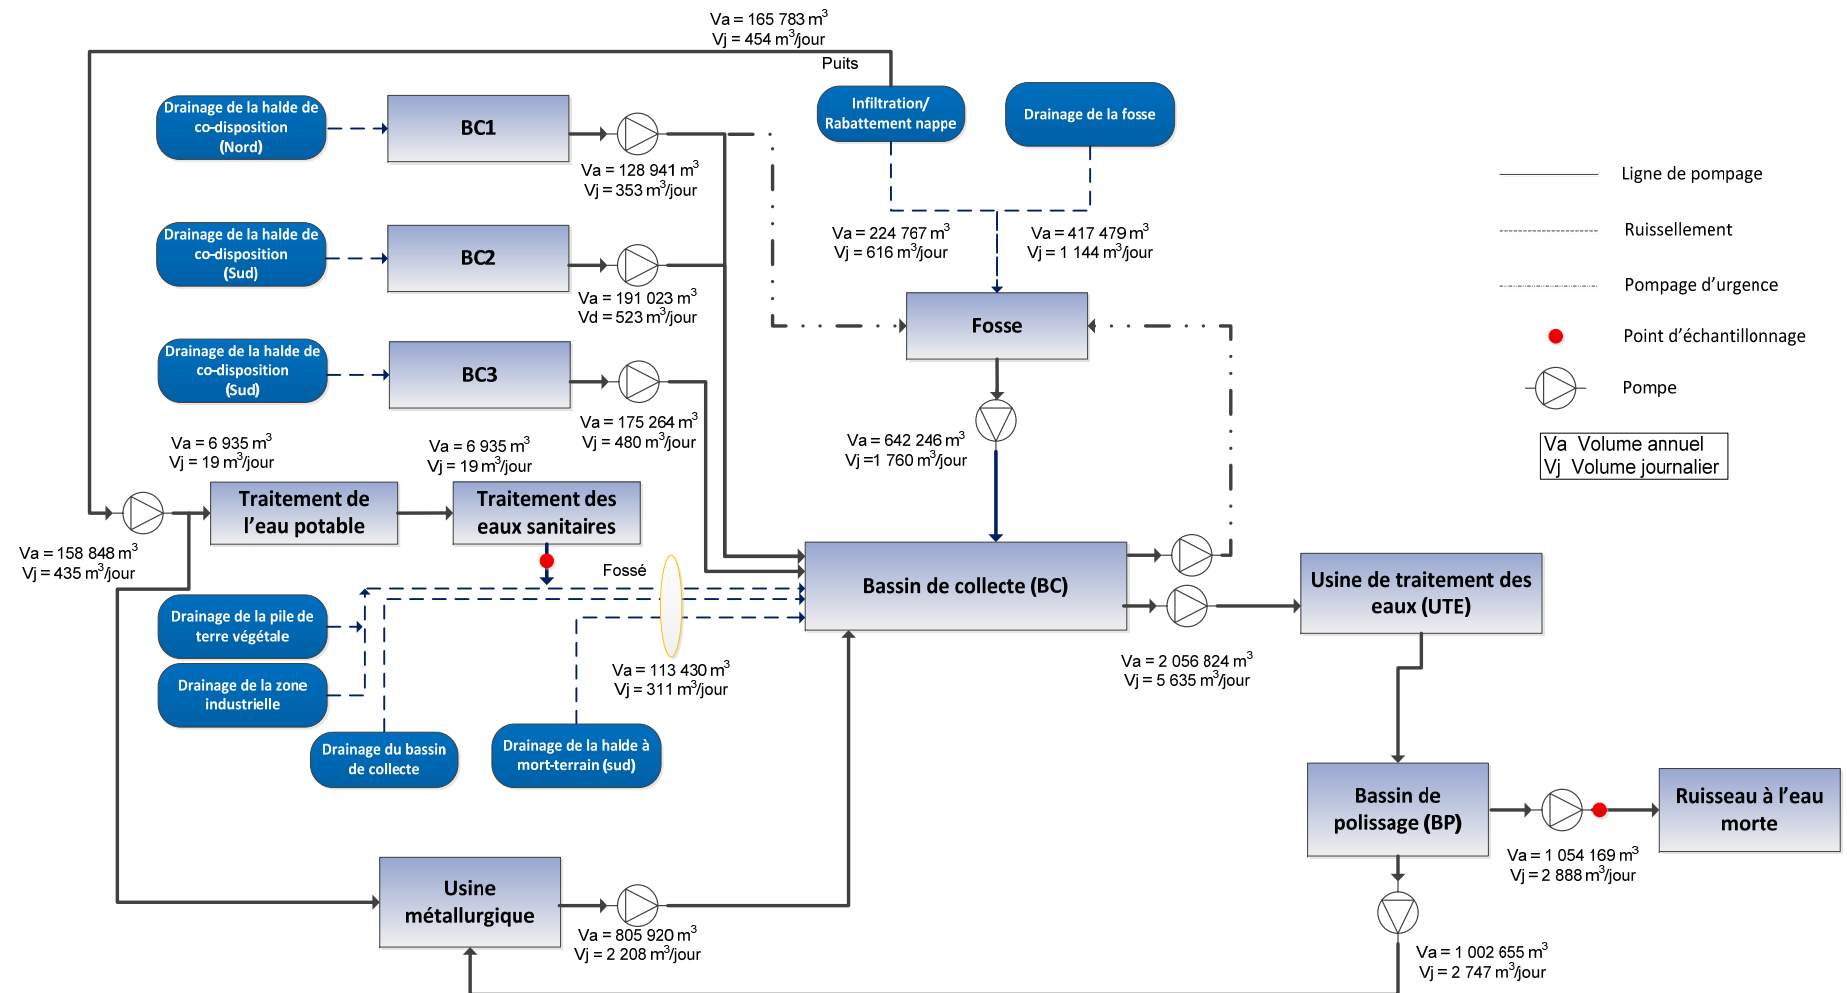 Va = 165 783 m³
Vj = 454 m³/jour
Puits
Drainage de la halde de
co-disposition
(Nord)
BC1
Va = 128 941 m³
Vj = 353 m³/jour
Infiltration/
Rabattement nappe
Drainage de la fosse
Ligne de pompage
Drainage de la halde de
co-disposition
(Sud)
BC2
Va = 191 023 m³
Vd = 523 m³/jour
Va = 224 767 m³
Vj = 616 m³/jour
Va = 417 479 m³
Vj = 1 144 m³/jour
Ruissellement
Pompage d’urgence
Fosse
Point d’échantillonnage
Drainage de la halde de
co-disposition
(Sud)
BC3
Va = 175 264 m³
Vj = 480 m³/jour
Pompe
Va = 642 246 m³
Vj =1 760 m³/jour
Va Volume annuel
Vj Volume journalier
Va = 6 935 m³
Vj = 19 m³/jour
Va = 6 935 m³
Vj = 19 m³/jour
Traitement de
l’eau potable
Traitement des
eaux sanitaires
Va = 158 848 m³
Vj = 435 m³/jour
Fossé
Bassin de collecte (BC)
Usine de traitement des
eaux (UTE)
Drainage de la pile de
terre végétale
Drainage de la zone
industrielle
Va = 113 430 m³
Vj = 311 m³/jour
Va = 2 056 824 m³
Vj = 5 635 m³/jour
Drainage du bassin
de collecte
Drainage de la halde à
mort-terrain (sud)
Bassin de
polissage (BP)
Ruisseau à l’eau
morte
Va = 1 054 169 m³
Vj = 2 888 m³/jour
Usine
métallurgique
Va = 805 920 m³
Vj = 2 208 m³/jour
Va = 1 002 655 m³
Vj = 2 747 m³/jour